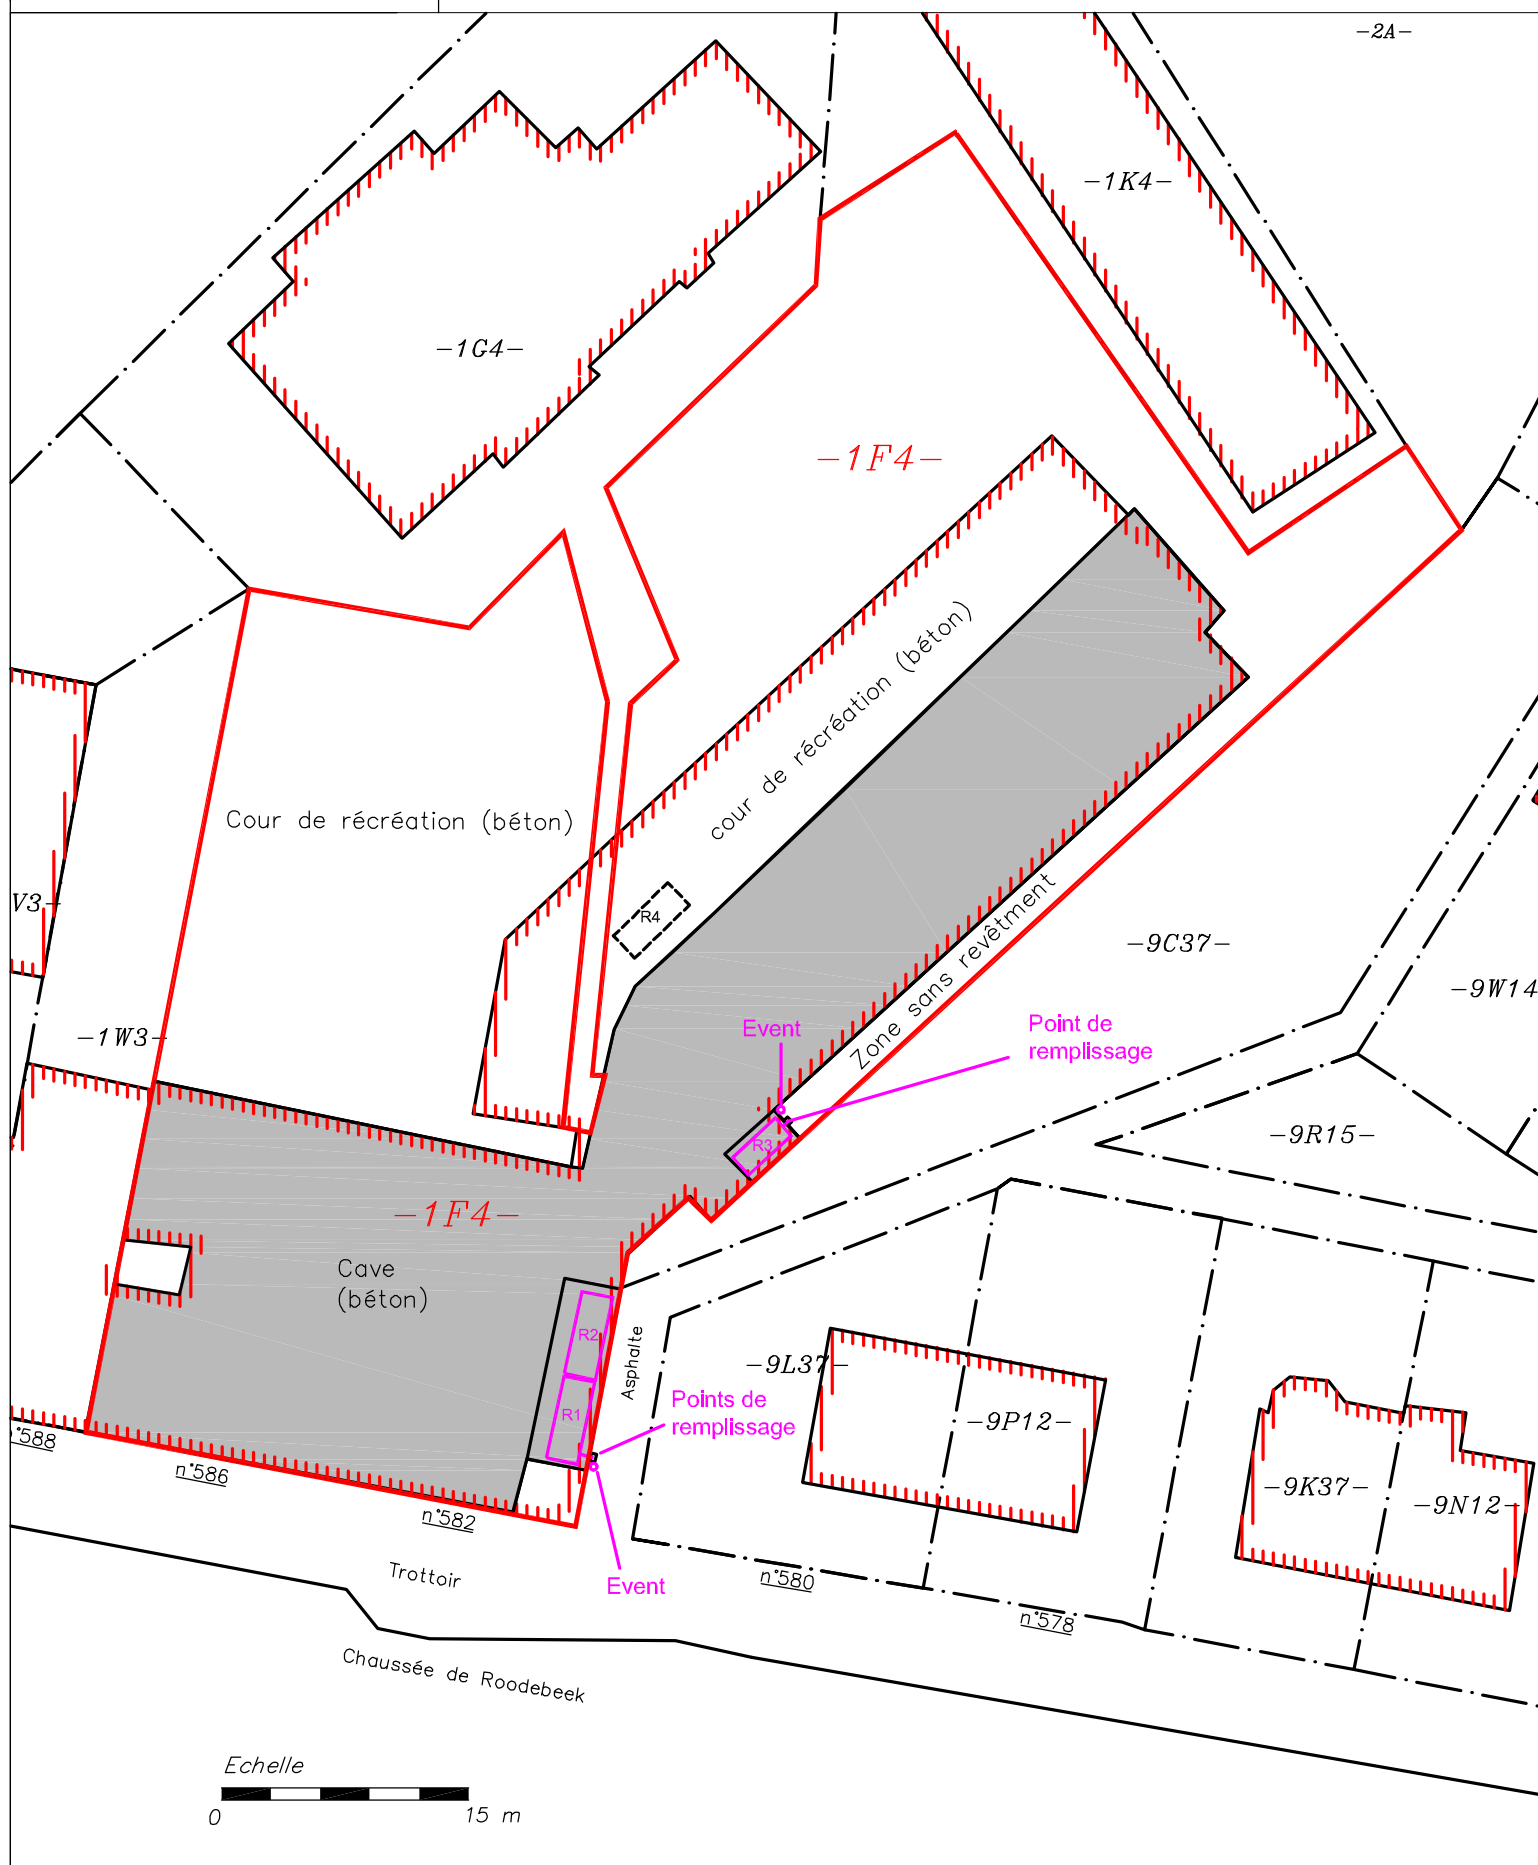 -2A-
-1K4-
-1G4-
-1F4-
cour de récréation (béton)
Cour de récréation (béton)
V3-
R4
Zone sans revêtment
-9C37-
-9W14
-1W3-
Event
Point de
remplissage
-9R15-
R3
-1F4-
Cave
(béton)
R2
Asphalte
-9L37-
R1
Points de
remplissage
-9P12-
-9K37-
-9N12-
n°588
n°586
n°582
Event
n°580
n°578
Trottoir
Chaussée de Roodebeek
Echelle
0
15 m